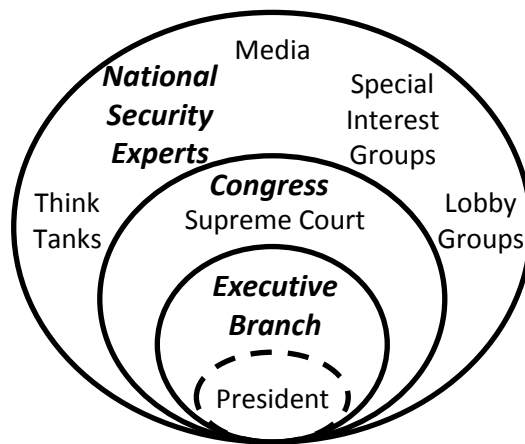 Media
National
Security
Experts
Special
Interest
Groups
Think
Tanks
Congress
Supreme Court
Lobby
Groups
Executive
Branch
President